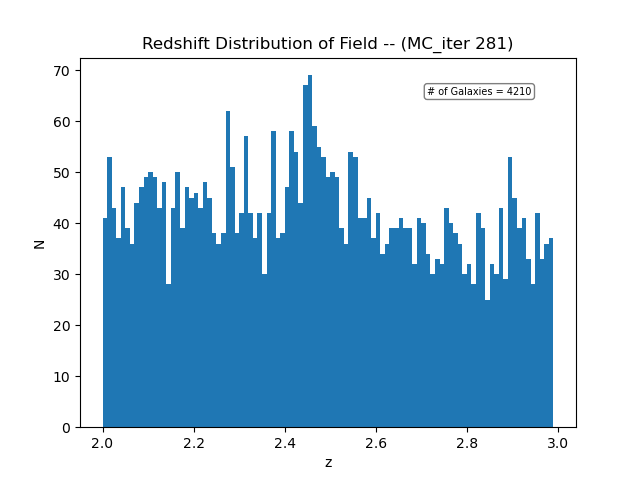 Redshift Distribution of Field -- (MC_iter 281)
# of Galaxies = 4210
70
60
50
40
30
20
10
0
N
2.0 2.2 2.4 2.6 2.8 3.0
z